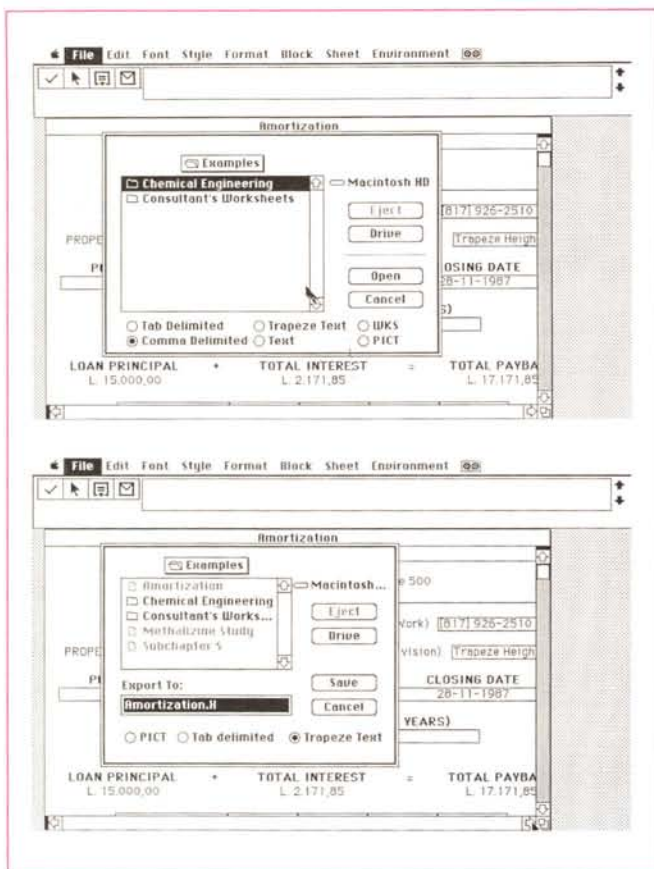 File Edit Font Style Format Block Sheet Environment
Amortization
Examples
Chemical Engineering
Consultant's Worksheets
Macintosh HD
Eject
Drive
Open
Cancel
[817] 926-2510
PROPE
Trapeze Heigh
OSING DATE
28-11-1987
S)
Tab Delimited Trapeze Text WKS
Comma Delimited Text PICT
LOAN PRINCIPAL + TOTAL INTEREST = TOTAL PAYBA
L. 15.000,00 L. 2.171,85 L. 17.171,85
File Edit Font Style Format Block Sheet Environment
Amortization
Examples
Amortization
Chemical Engineering
Consultant's Works...
Methalizine Study
Subchapter S
Macintosh...
Eject
Drive
e 500
[817] 926-2510
PROPE
vision) Trapeze Heigh
Export To:
Amortization.X
Save
Cancel
CLOSING DATE
28-11-1987
YEARS)
PICT Tab delimited Trapeze Text
LOAN PRINCIPAL + TOTAL INTEREST = TOTAL PAYBA
L. 15.000,00 L. 2.171,85 L. 17.171,85